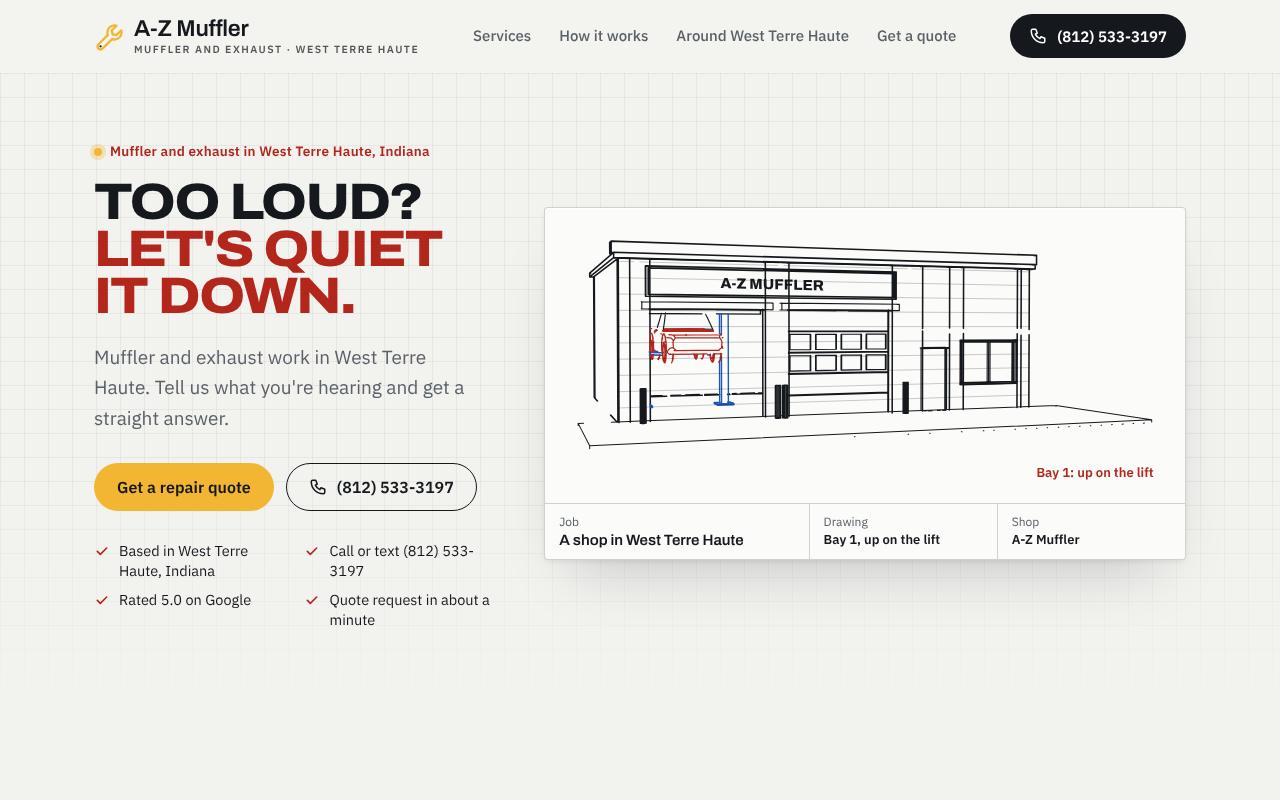 A-Z Muffler
MUFFLER AND EXHAUST · WEST TERRE HAUTE
Services
How it works
Around West Terre Haute
Get a quote
(812) 533-3197
Muffler and exhaust in West Terre Haute, Indiana
TOO LOUD?
LET'S QUIET
IT DOWN.
Muffler and exhaust work in West Terre
Haute. Tell us what you're hearing and get a
straight answer.
Get a repair quote
(812) 533-3197
Based in West Terre
Haute, Indiana
Call or text (812) 533-
3197
Rated 5.0 on Google
Quote request in about a
minute
A-Z MUFFLER
Bay 1: up on the lift
Job
A shop in West Terre Haute
Drawing
Bay 1, up on the lift
Shop
A-Z Muffler